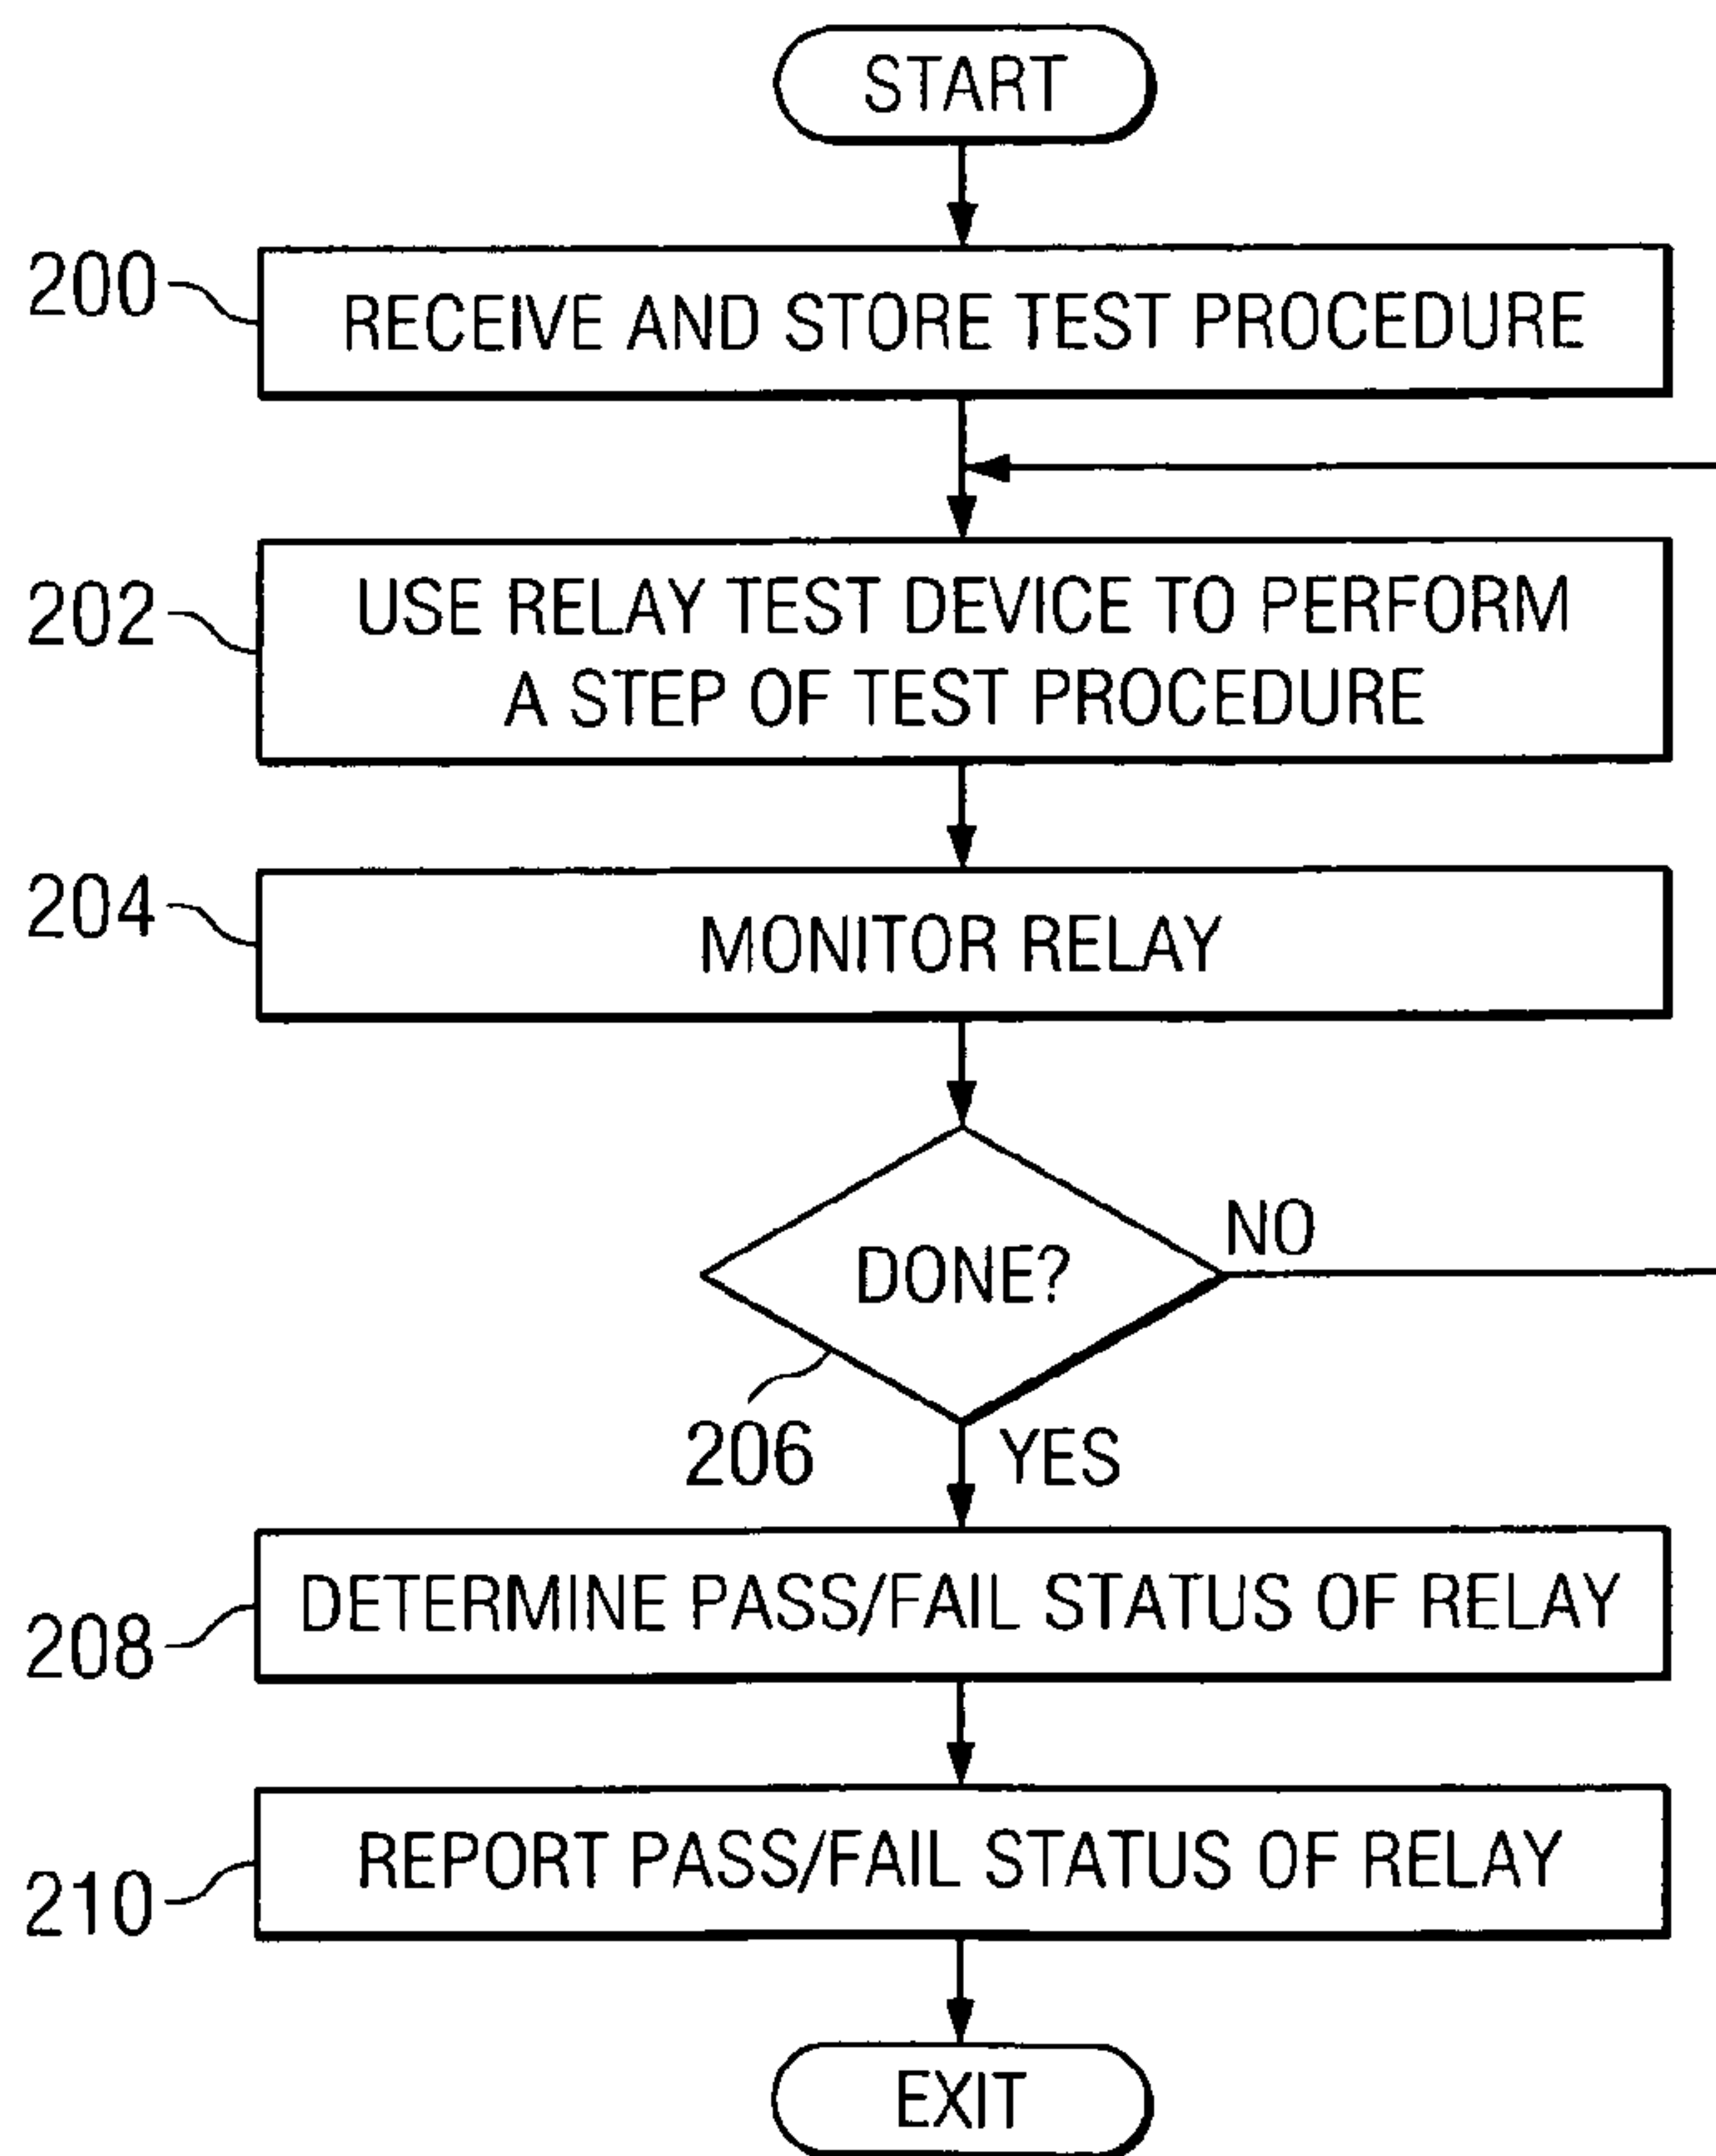 START
200
RECEIVE AND STORE TEST PROCEDURE
202
USE RELAY TEST DEVICE TO PERFORM
A STEP OF TEST PROCEDURE
204
MONITOR RELAY
DONE?
NO
206
YES
208
DETERMINE PASS/FAIL STATUS OF RELAY
210
REPORT PASS/FAIL STATUS OF RELAY
EXIT